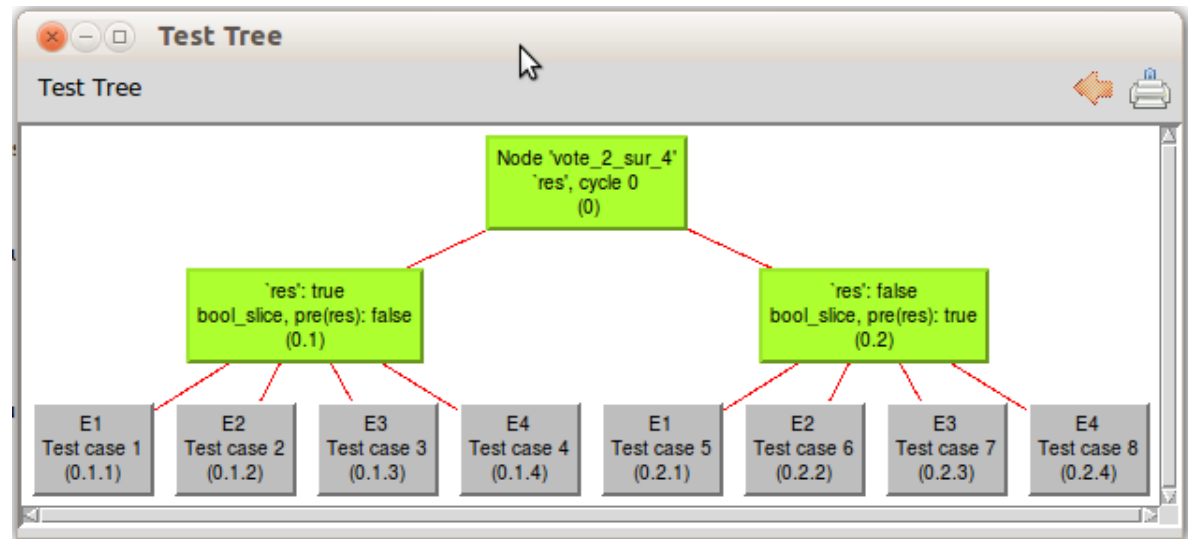 Test Tree
Test Tree
Node 'vote_2_sur_4'
`res', cycle 0
(0)
`res': true
bool_slice, pre(res): false
(0.1)
`res': false
bool_slice, pre(res): true
(0.2)
E1
Test case 1
(0.1.1)
E2
Test case 2
(0.1.2)
E3
Test case 3
(0.1.3)
E4
Test case 4
(0.1.4)
E1
Test case 5
(0.2.1)
E2
Test case 6
(0.2.2)
E3
Test case 7
(0.2.3)
E4
Test case 8
(0.2.4)